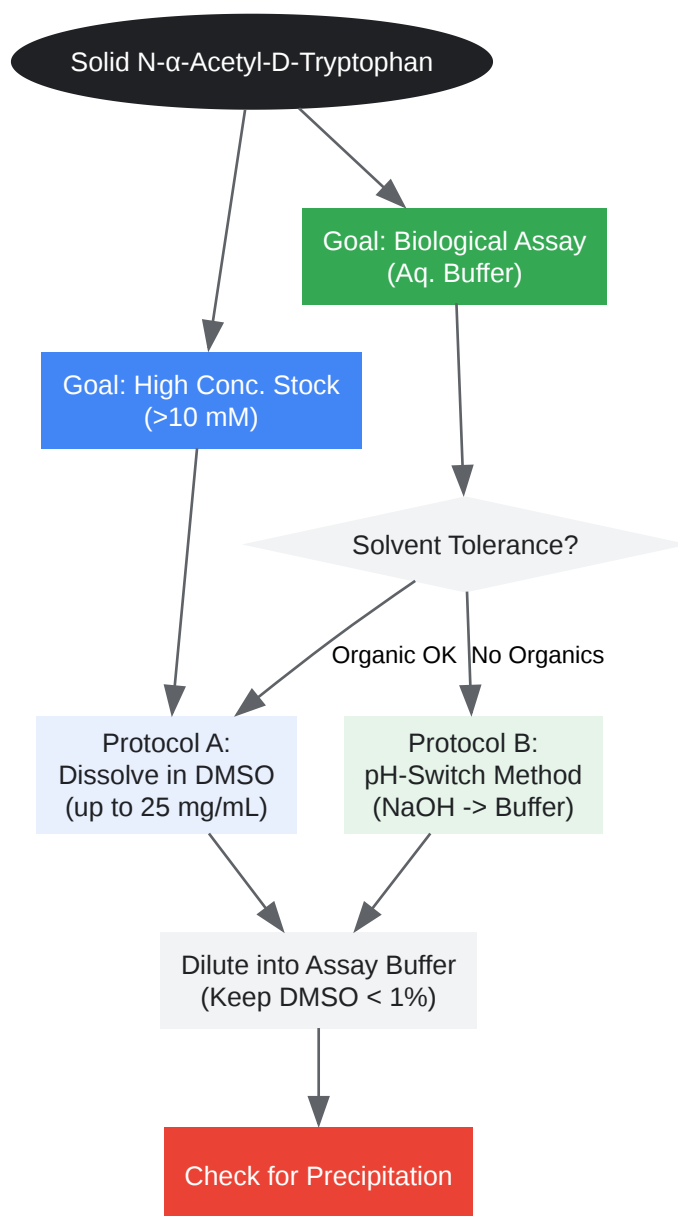 Solid N-α-Acetyl-D-Tryptophan
Goal: Biological Assay
(Aq. Buffer)
Goal: High Conc. Stock
(>10 mM)
Solvent Tolerance?
Organic OK
No Organics
Protocol A:
Dissolve in DMSO
(up to 25 mg/mL)
Protocol B:
pH-Switch Method
(NaOH -> Buffer)
Dilute into Assay Buffer
(Keep DMSO < 1%)
Check for Precipitation